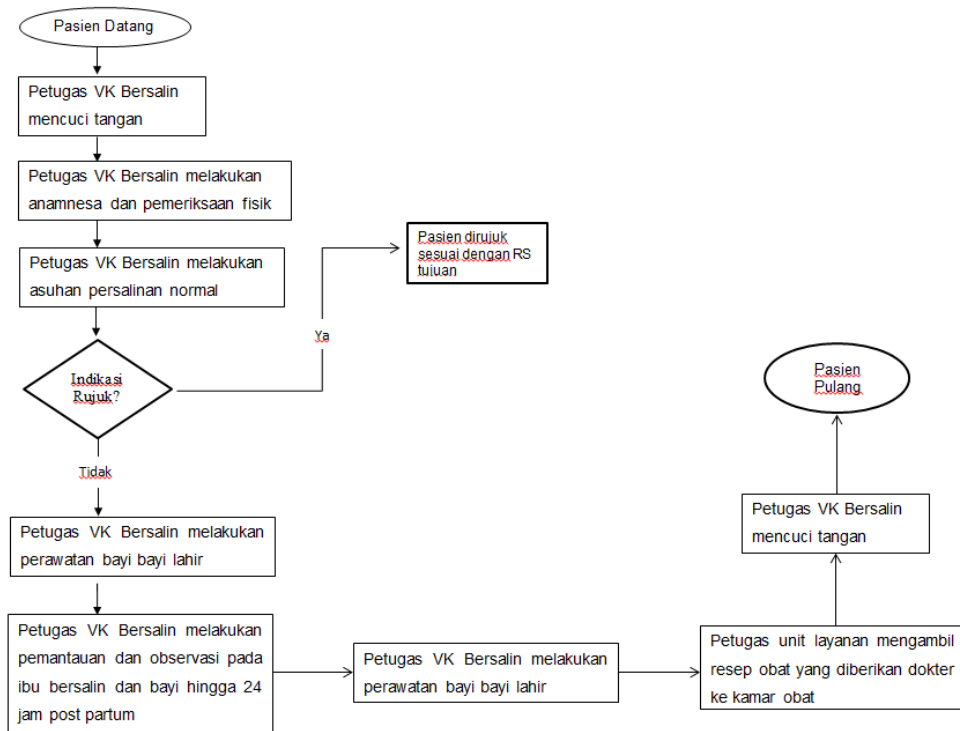 Pasien Datang
Petugas VK Bersalin
mencuci tangan
Petugas VK Bersalin melakukan
anamnesa dan pemeriksaan fisik
Petugas VK Bersalin melakukan
asuhan persalinan normal
Indikasi
Rujuk?
Ya
Pasien dirujuk
sesuai dengan RS
tujuan
Tidak
Petugas VK Bersalin melakukan
perawatan bayi bayi lahir
Petugas VK Bersalin melakukan
pemantauan dan observasi pada
ibu bersalin dan bayi hingga 24
jam post partum
Petugas VK Bersalin melakukan
perawatan bayi bayi lahir
Petugas unit layanan mengambil
resep obat yang diberikan dokter
ke kamar obat
Petugas VK Bersalin
mencuci tangan
Pasien
Pulang